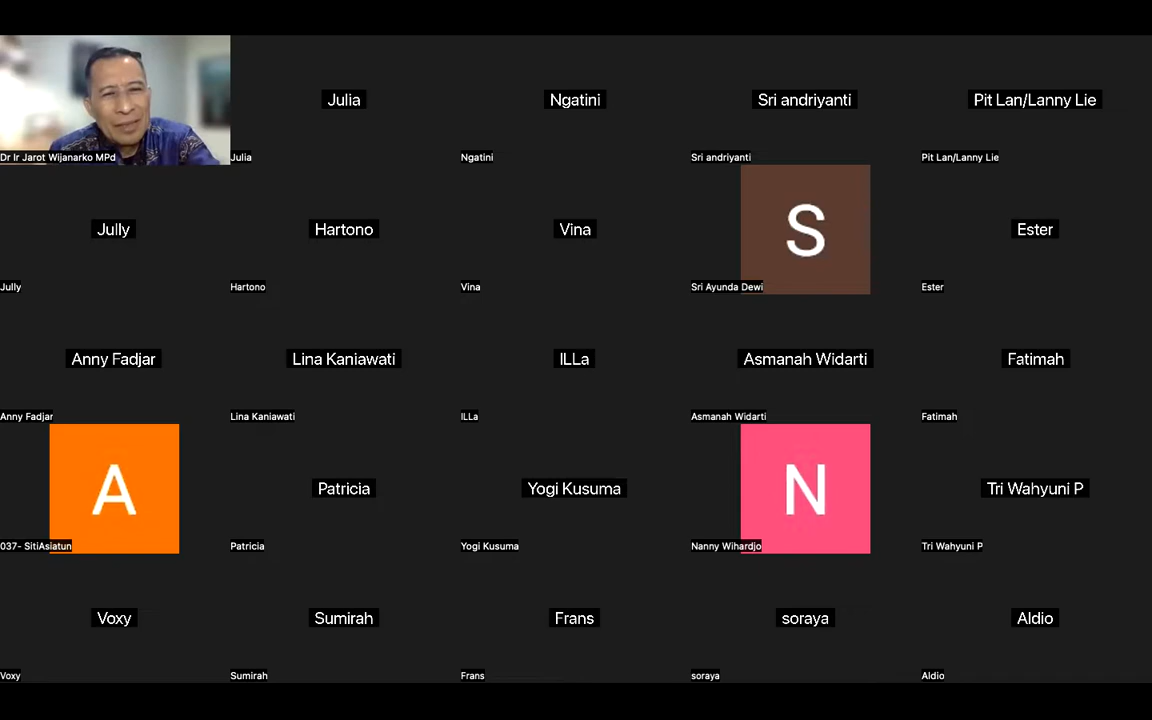 Dr Ir Jarot Wijanarko MPd
Julia
Julia
Ngatini
Ngatini
Sri andriyanti
Sri andriyanti
Pit Lan/Lanny Lie
Pit Lan/Lanny Lie
Jully
Jully
Hartono
Hartono
Vina
Vina
S
Sri Ayunda Dewi
Ester
Ester
Anny Fadjar
Anny Fadjar
Lina Kaniawati
Lina Kaniawati
ILLa
ILLa
Asmanah Widarti
Asmanah Widarti
Fatimah
Fatimah
A
037- SitiAsiatun
Patricia
Patricia
Yogi Kusuma
Yogi Kusuma
N
Nanny Wihardjo
Tri Wahyuni P
Tri Wahyuni P
Voxy
Voxy
Sumirah
Sumirah
Frans
Frans
soraya
soraya
Aldio
Aldio